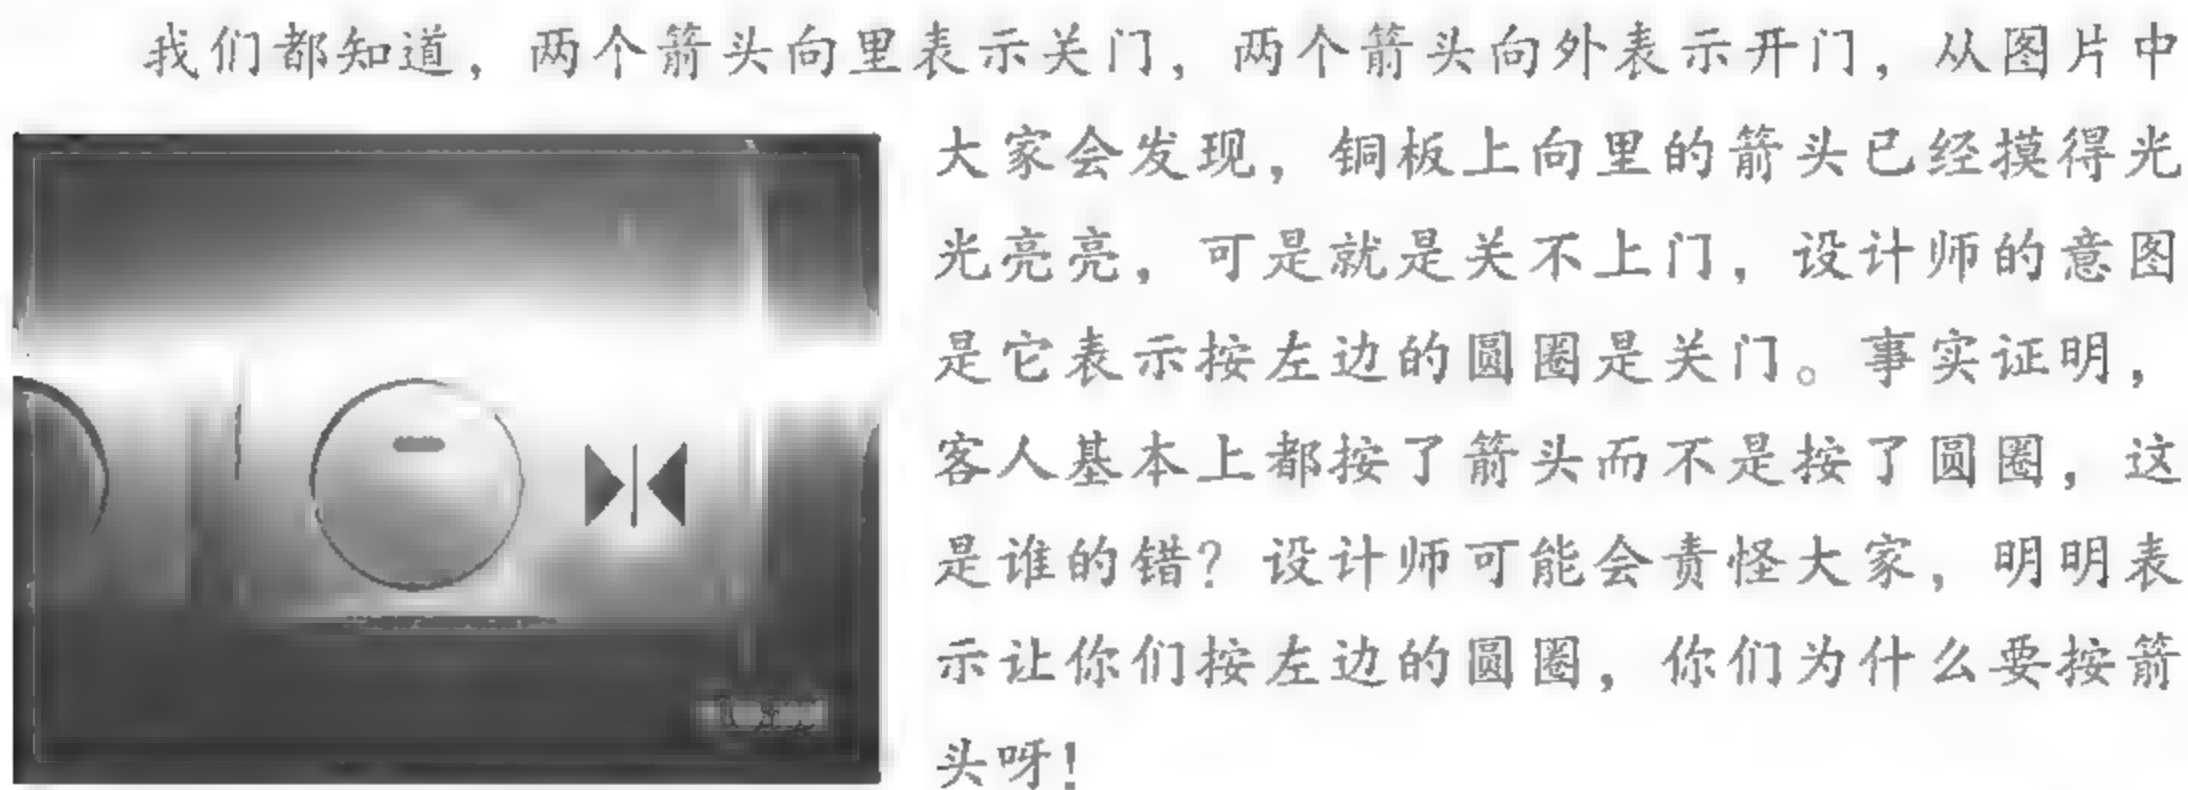 我们都知道，两个箭头向里表示关门，两个箭头向外表示开门，从图片中
大家会发现，铜板上向里的箭头已经摸得光
光亮亮，可是就是关不上门，设计师的意图
是它表示按左边的圆圈是关门。事实证明，
客人基本上都按了箭头而不是按了圆圈，这
是谁的错？设计师可能会责怪大家，明明表
示让你们按左边的圆圈，你们为什么要按箭
头呀！